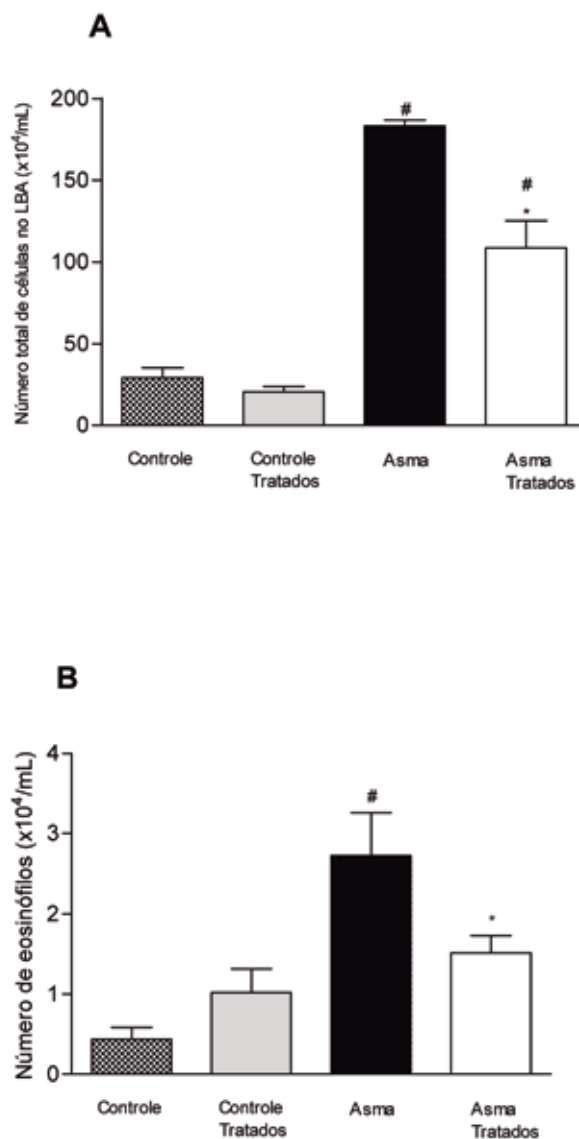 A
Número total de células no LBA (x10⁴/mL)
200
150
100
50
0
#
#
*
Controle
Controle
Tratados
Asma
Asma
Tratados
B
Número de eosinófilos (x10⁴/mL)
4
3
2
1
0
#
*
Controle
Controle
Tratados
Asma
Asma
Tratados